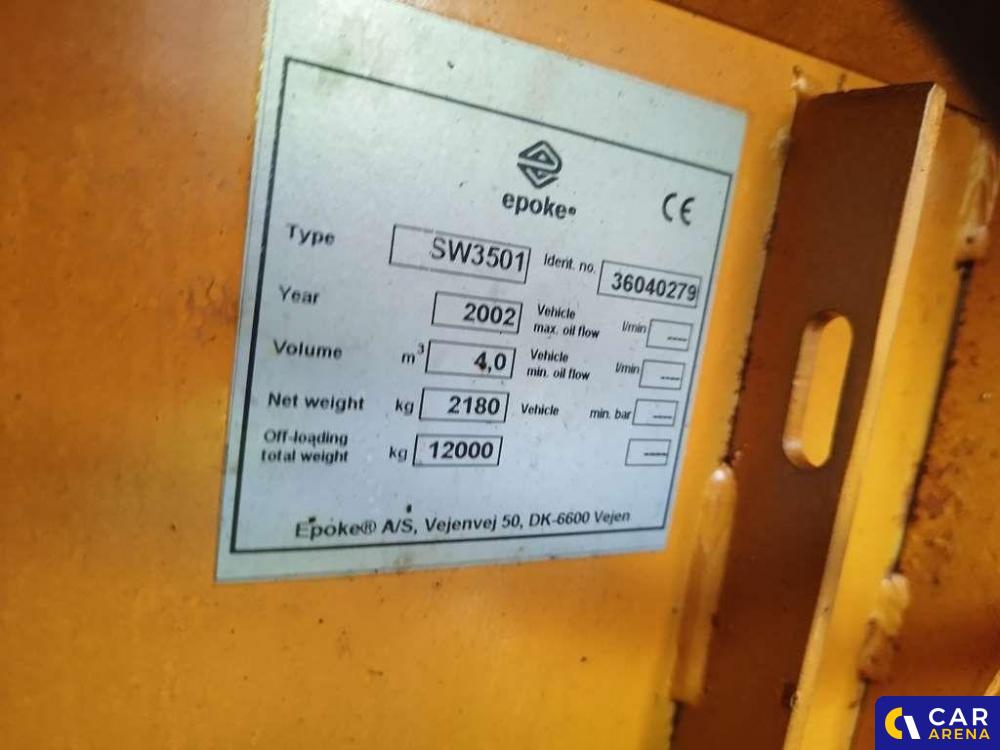 epoke®
CE
Type SW3501 Ident. no. 36040279
Year 2002 Vehicle max. oil flow l/min ---
Volume m³ 4,0 Vehicle min. oil flow l/min ---
Net weight kg 2180 Vehicle min. bar ---
Off-loading total weight kg 12000 ----
Epoke® A/S, Vejenvej 50, DK-6600 Vejen
CAR
ARENA